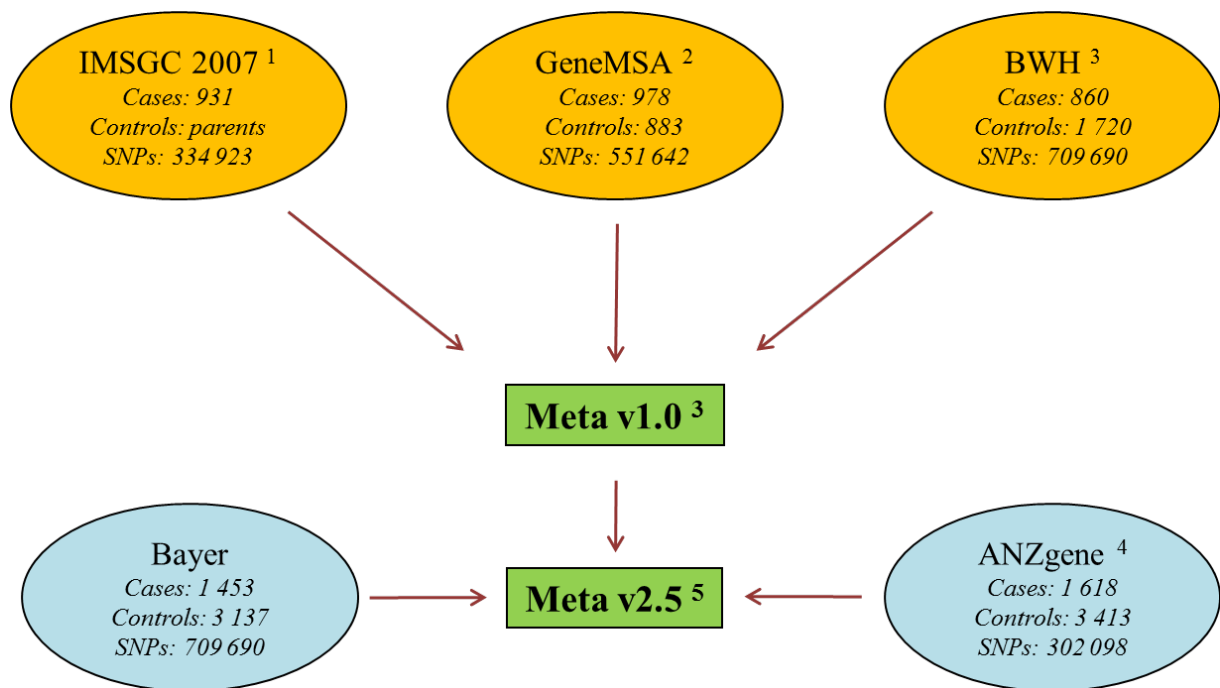 IMSGC 2007 1
Cases: 931
Controls: parents
SNPs: 334 923
GeneMSA 2
Cases: 978
Controls: 883
SNPs: 551 642
BWH 3
Cases: 860
Controls: 1 720
SNPs: 709 690
Meta v1.0 3
Bayer
Cases: 1 453
Controls: 3 137
SNPs: 709 690
Meta v2.5 5
ANZgene 4
Cases: 1 618
Controls: 3 413
SNPs: 302 098